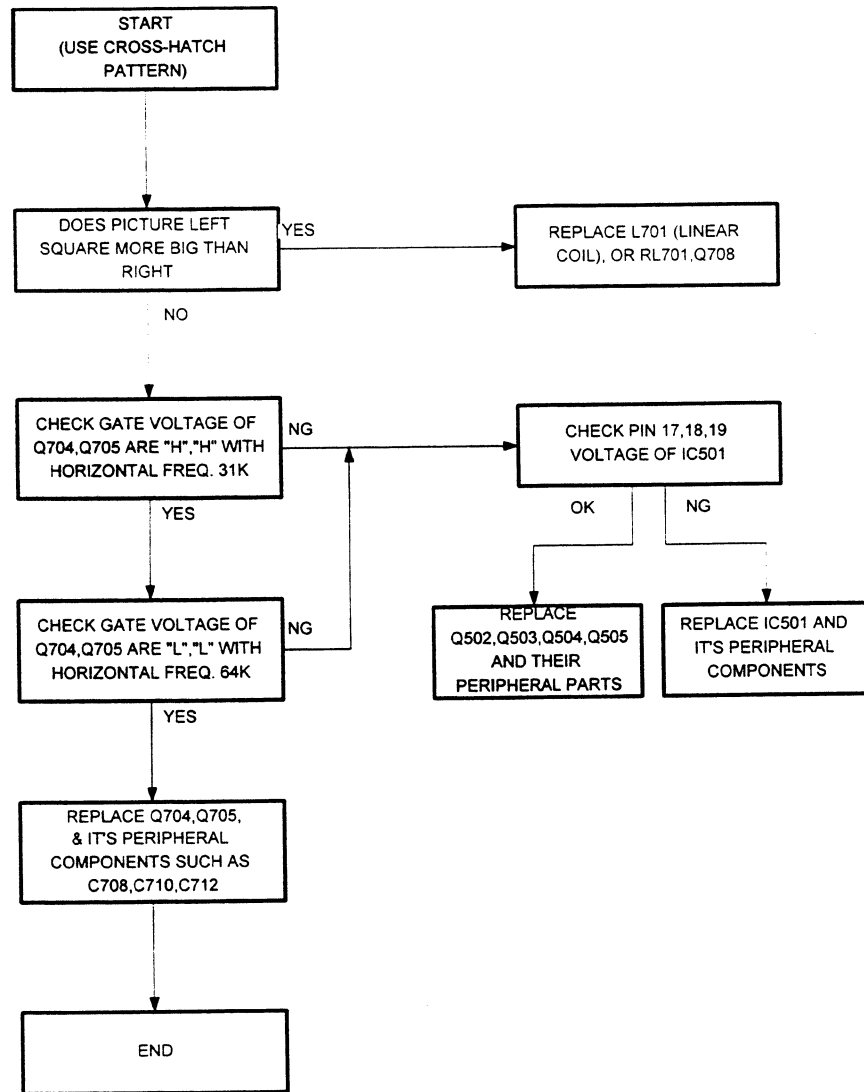 START
(USE CROSS-HATCH
PATTERN)
DOES PICTURE LEFT
SQUARE MORE BIG THAN
RIGHT
YES
REPLACE L701 (LINEAR
COIL), OR RL701,Q708
NO
CHECK GATE VOLTAGE OF
Q704,Q705 ARE "H","H" WITH
HORIZONTAL FREQ. 31K
NG
CHECK PIN 17,18,19
VOLTAGE OF IC501
YES
OK
NG
CHECK GATE VOLTAGE OF
Q704,Q705 ARE "L","L" WITH
HORIZONTAL FREQ. 64K
NG
REPLACE
Q502,Q503,Q504,Q505
AND THEIR
PERIPHERAL PARTS
REPLACE IC501 AND
IT'S PERIPHERAL
COMPONENTS
YES
REPLACE Q704,Q705,
& IT'S PERIPHERAL
COMPONENTS SUCH AS
C708,C710,C712
END